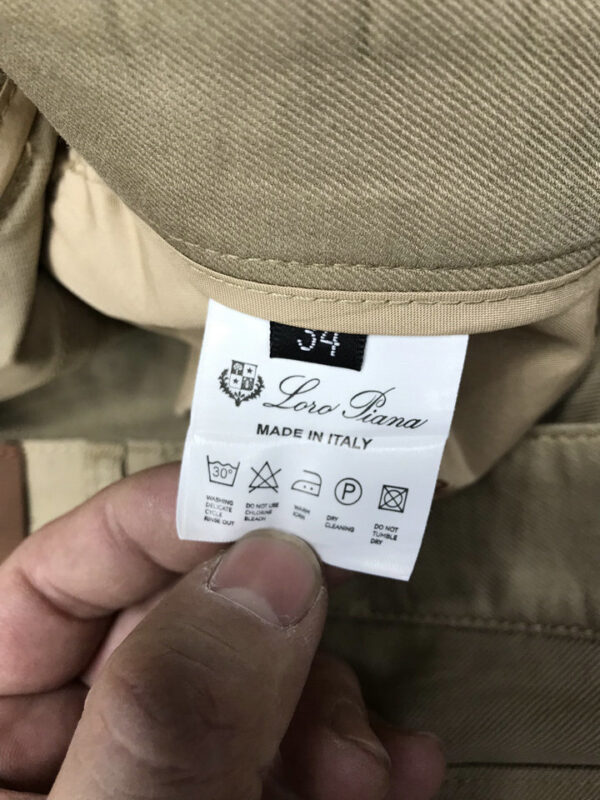 34
Loro Piana
MADE IN ITALY
30°
P
WASHING
DELICATE
CYCLE
RINSE OUT
DO NOT USE
CHLORINE
BLEACH
WARM
IRON
DRY
CLEANING
DO NOT
TUMBLE
DRY